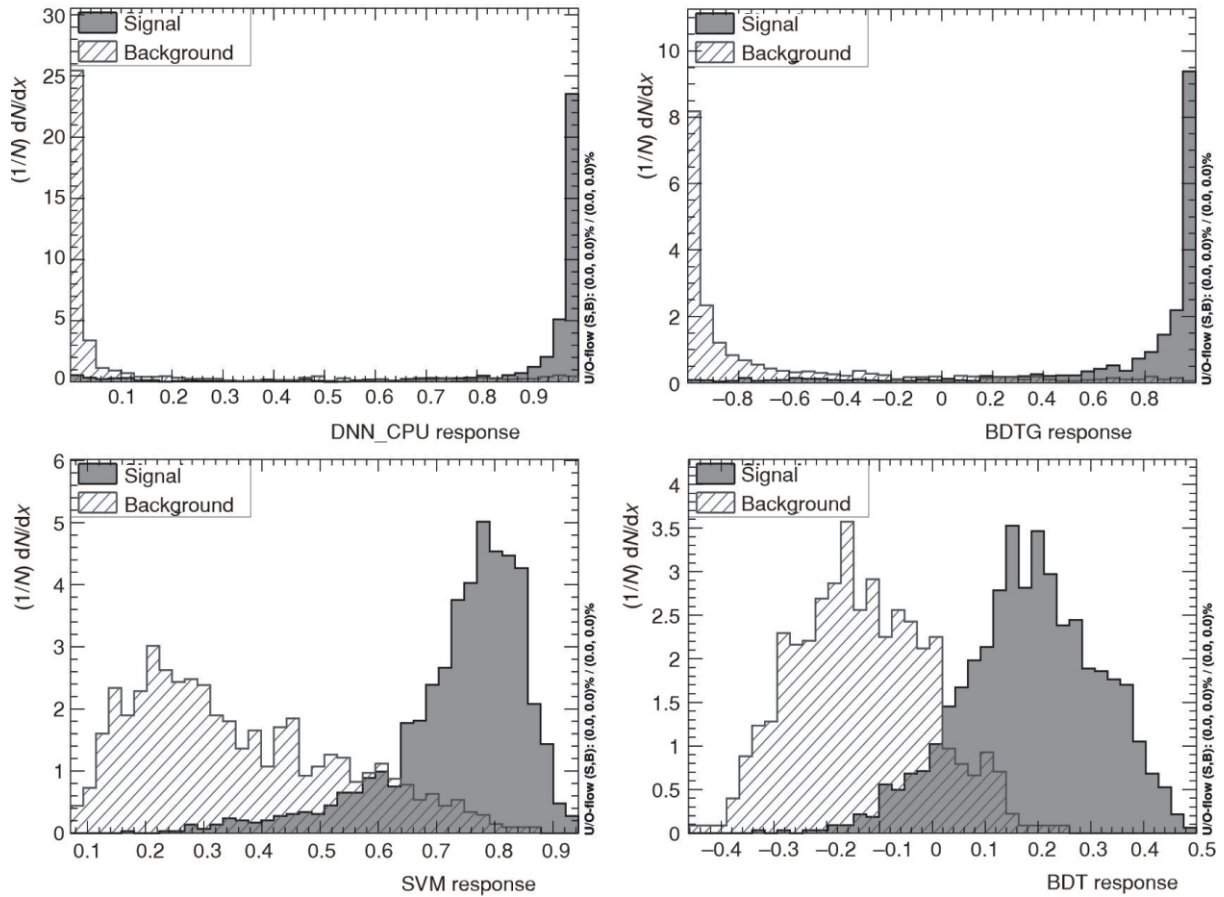 30
25
20
15
10
5
0
(1/N) dN/dx
Signal
Background
0.1 0.2 0.3 0.4 0.5 0.6 0.7 0.8 0.9
DNN_CPU response
U/O-flow (S,B): (0.0, 0.0)% / (0.0, 0.0)%
10
8
6
4
2
0
(1/N) dN/dx
Signal
Background
−0.8 −0.6 −0.4 −0.2 0 0.2 0.4 0.6 0.8
BDTG response
U/O-flow (S,B): (0.0, 0.0)% / (0.0, 0.0)%
6
5
4
3
2
1
0
(1/N) dN/dx
Signal
Background
0.1 0.2 0.3 0.4 0.5 0.6 0.7 0.8 0.9
SVM response
U/O-flow (S,B): (0.0, 0.0)% / (0.0, 0.0)%
4
3.5
3
2.5
2
1.5
1
0.5
0
(1/N) dN/dx
Signal
Background
−0.4 −0.3 −0.2 −0.1 0 0.1 0.2 0.3 0.4 0.5
BDT response
U/O-flow (S,B): (0.0, 0.0)% / (0.0, 0.0)%